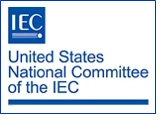 IEC
United States
National Committee
of the IEC